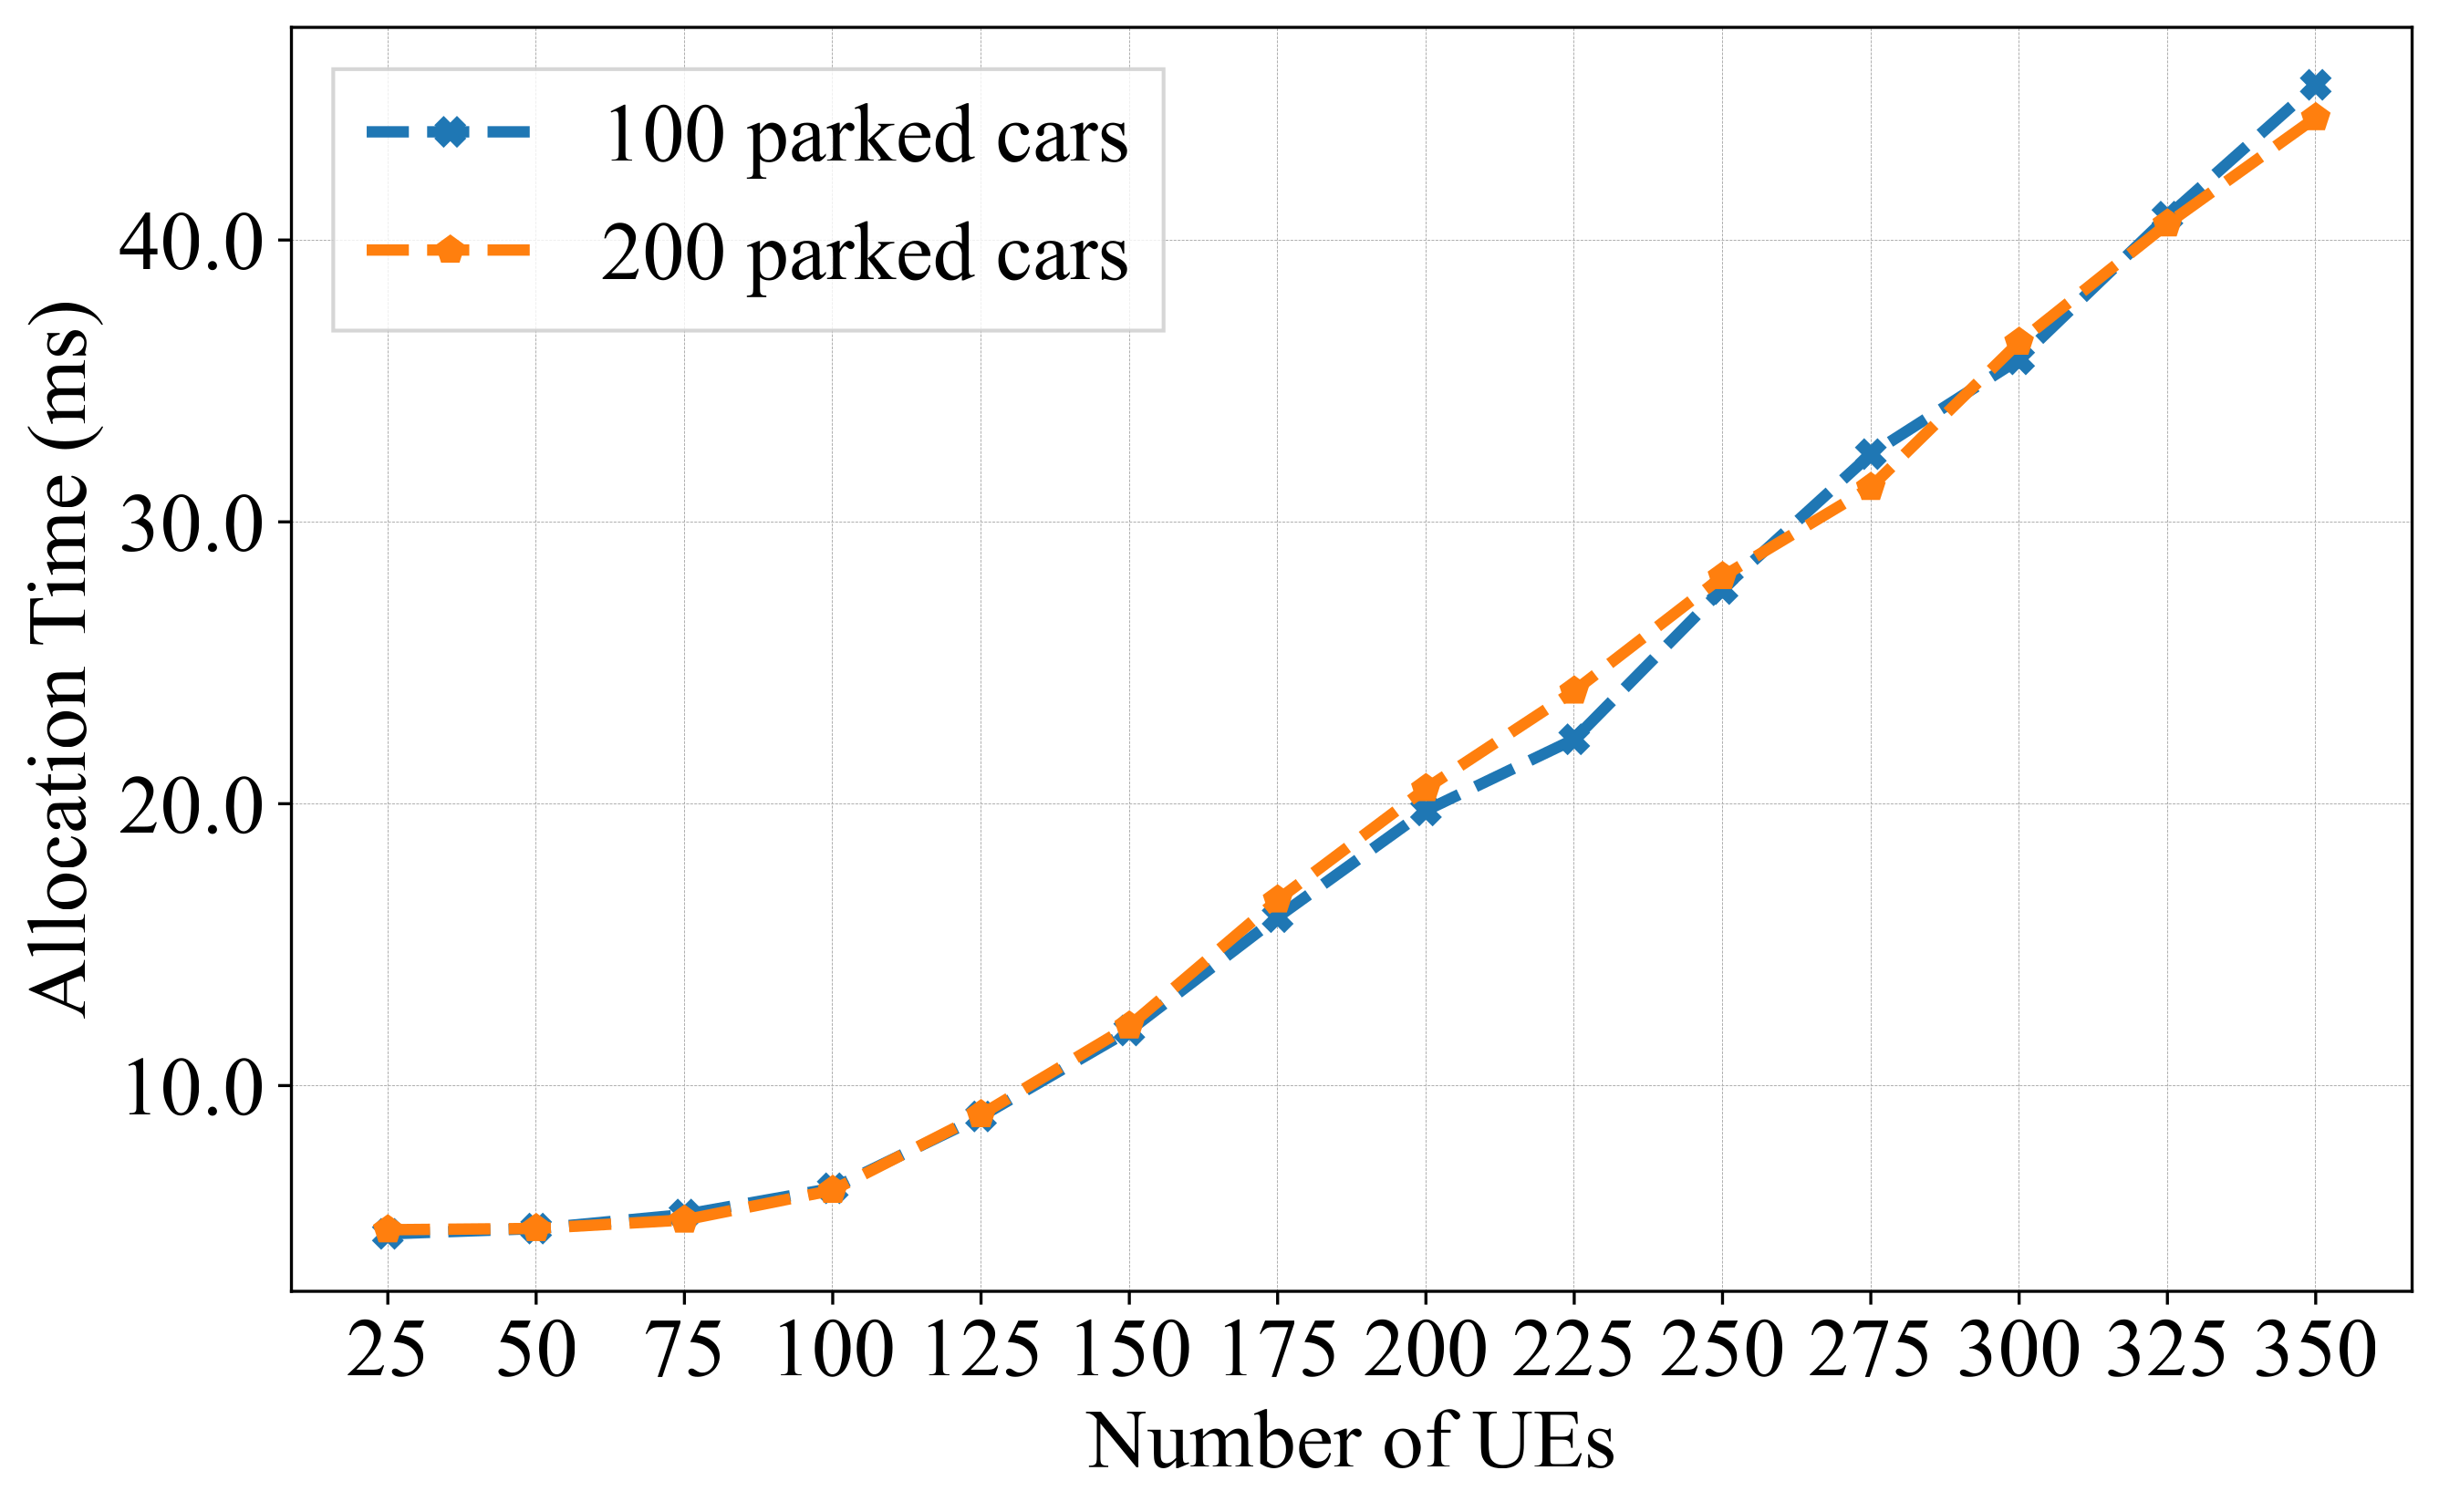 100 parked cars
200 parked cars
Allocation Time (ms)
40.0
30.0
20.0
10.0
25 50 75 100 125 150 175 200 225 250 275 300 325 350
Number of UEs